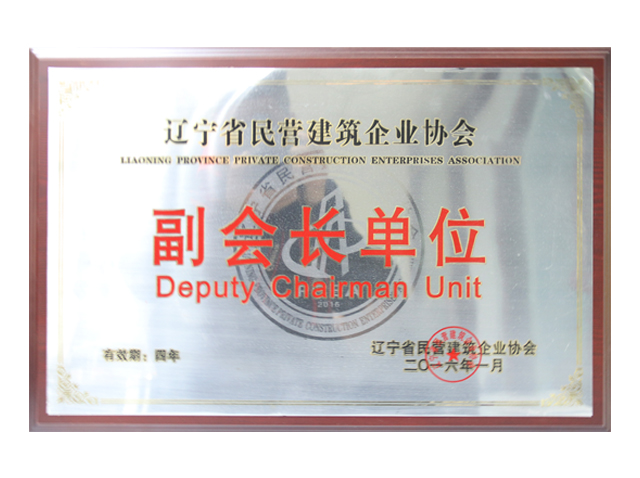 辽宁省民营建筑企业协会
LIAONING PROVINCE PRIVATE CONSTRUCTION ENTERPRISES ASSOCIATION
副会长单位
Deputy Chairman Unit
2016
有效期：四年
辽宁省民营建筑企业协会
二〇一六年一月